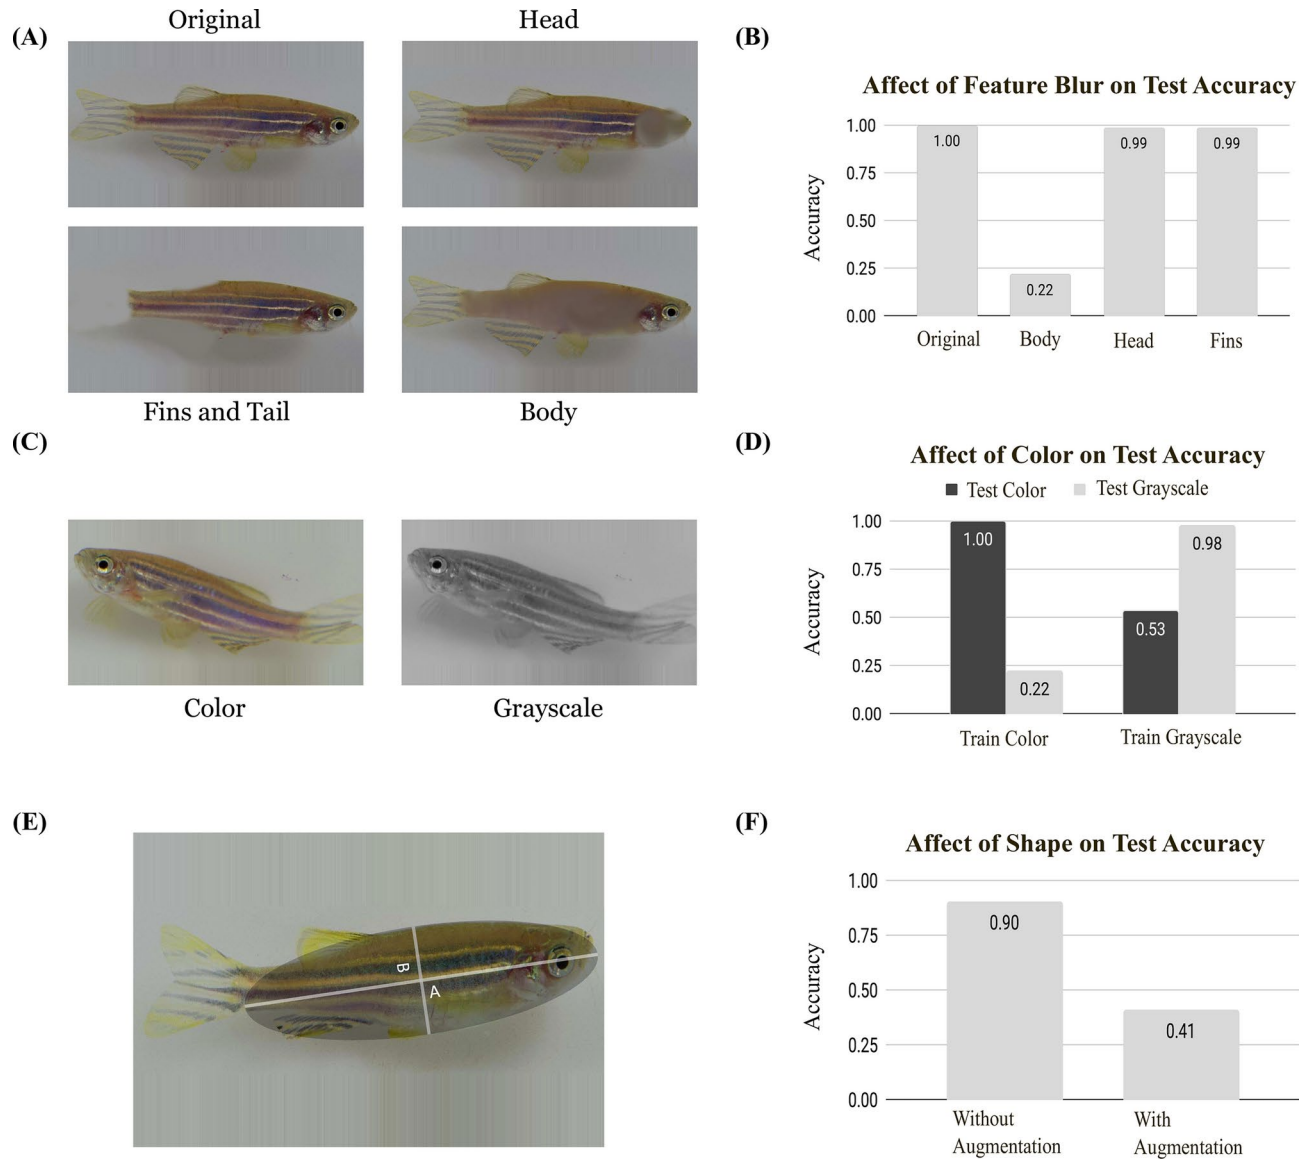 (A)
Original
Head
Fins and Tail
Body
(B)
Affect of Feature Blur on Test Accuracy
Accuracy
1.00
0.75
0.50
0.25
0.00
1.00
0.22
0.99
0.99
Original
Body
Head
Fins
(C)
Color
Grayscale
(D)
Affect of Color on Test Accuracy
Test Color
Test Grayscale
Accuracy
1.00
0.75
0.50
0.25
0.00
1.00
0.22
0.53
0.98
Train Color
Train Grayscale
(E)
B
A
(F)
Affect of Shape on Test Accuracy
Accuracy
1.00
0.75
0.50
0.25
0.00
0.90
0.41
Without
Augmentation
With
Augmentation